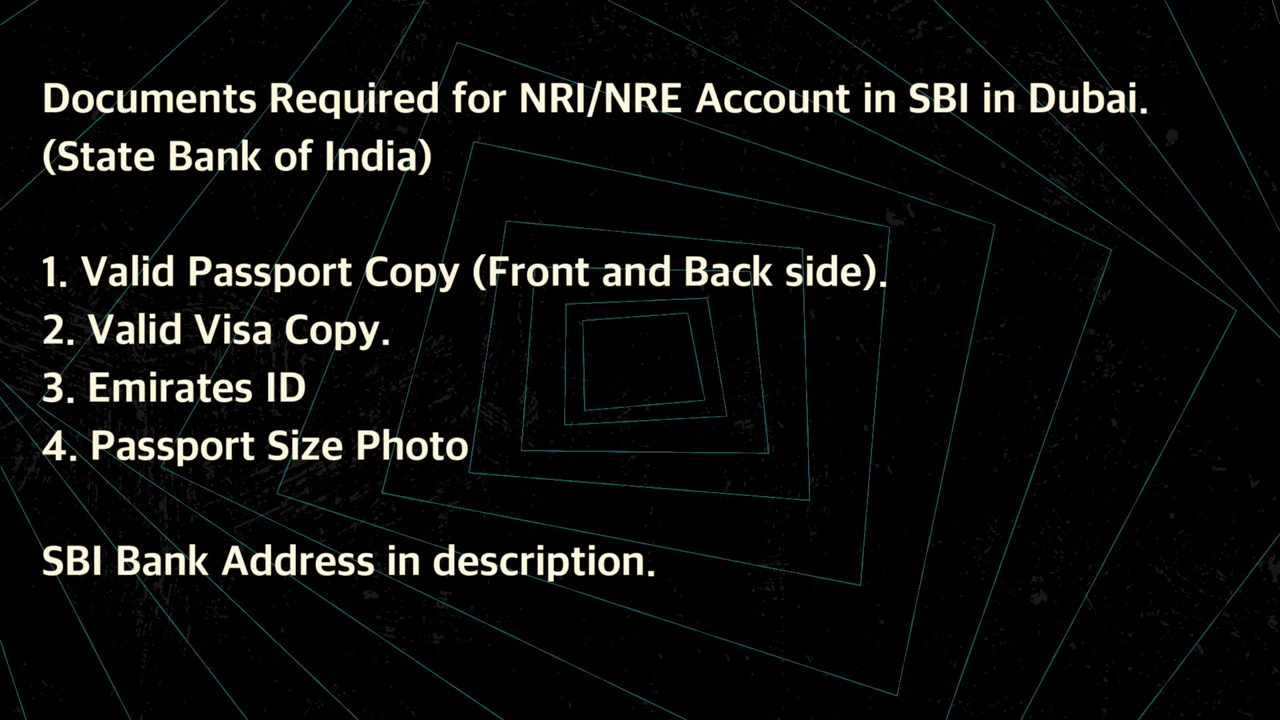 Documents Required for NRI/NRE Account in SBI in Dubai.
(State Bank of India)
1. Valid Passport Copy (Front and Back side).
2. Valid Visa Copy.
3. Emirates ID
4. Passport Size Photo
SBI Bank Address in description.